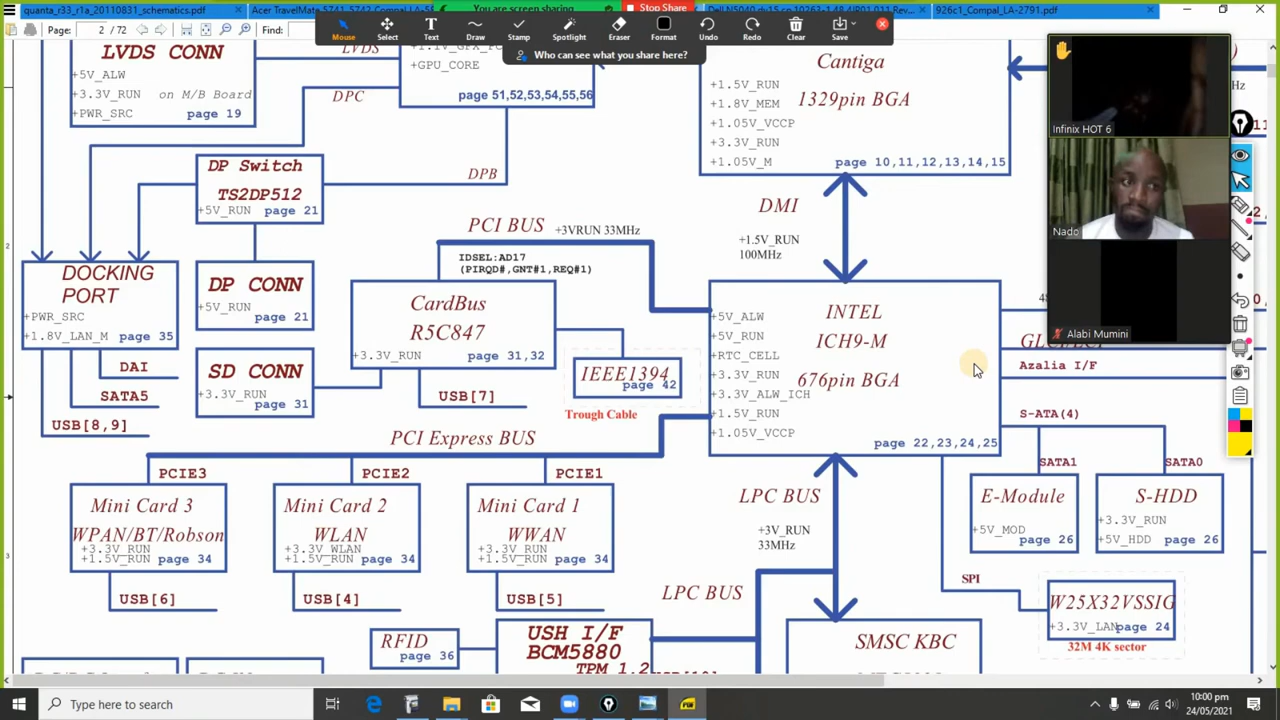 quanta_r33_r1a_20110831_schematics.pdf
926c1_Compal_LA-2791.pdf
You are screen sharing
Stop Share
Page:
2 / 72
Find:
Mouse
Select
Text
Draw
Stamp
Spotlight
Eraser
Format
Undo
Redo
Clear
Save
Who can see what you share here?
LVDS CONN
+5V_ALW
+3.3V_RUN
on M/B Board
+PWR_SRC
page 19
LVDS
DPC
+GPU_CORE
page 51,52,53,54,55,56
Cantiga
1329pin BGA
+1.5V_RUN
+1.8V_MEM
+1.05V_VCCP
+3.3V_RUN
+1.05V_M
page 10,11,12,13,14,15
Infinix HOT 6
Nado
Alabi Mumini
DP Switch
TS2DP512
+5V_RUN
page 21
DPB
DMI
+1.5V_RUN
100MHz
PCI BUS
+3VRUN 33MHz
IDSEL:AD17
(PIRQD#,GNT#1,REQ#1)
DOCKING
PORT
+PWR_SRC
+1.8V_LAN_M
page 35
DAI
SATA5
USB[8,9]
DP CONN
+5V_RUN
page 21
SD CONN
+3.3V_RUN
page 31
CardBus
R5C847
+3.3V_RUN
page 31,32
USB[7]
IEEE1394
page 42
Trough Cable
INTEL
ICH9-M
676pin BGA
+5V_ALW
+5V_RUN
+RTC_CELL
+3.3V_RUN
+3.3V_ALW_ICH
+1.5V_RUN
+1.05V_VCCP
page 22,23,24,25
Azalia I/F
S-ATA(4)
SATA1
SATA0
E-Module
+5V_MOD
page 26
S-HDD
+3.3V_RUN
+5V_HDD
page 26
PCI Express BUS
PCIE3
PCIE2
PCIE1
Mini Card 3
WPAN/BT/Robson
+3.3V_RUN
+1.5V_RUN
page 34
Mini Card 2
WLAN
+3.3V_WLAN
+1.5V_RUN
page 34
Mini Card 1
WWAN
+3.3V_RUN
+1.5V_RUN
page 34
USB[6]
USB[4]
USB[5]
LPC BUS
+3V_RUN
33MHz
LPC BUS
SPI
W25X32VSSIG
+3.3V_LAN
page 24
32M 4K sector
RFID
page 36
USH I/F
BCM5880
TPM 1.2
SMSC KBC
Type here to search
10:00 pm
24/05/2021